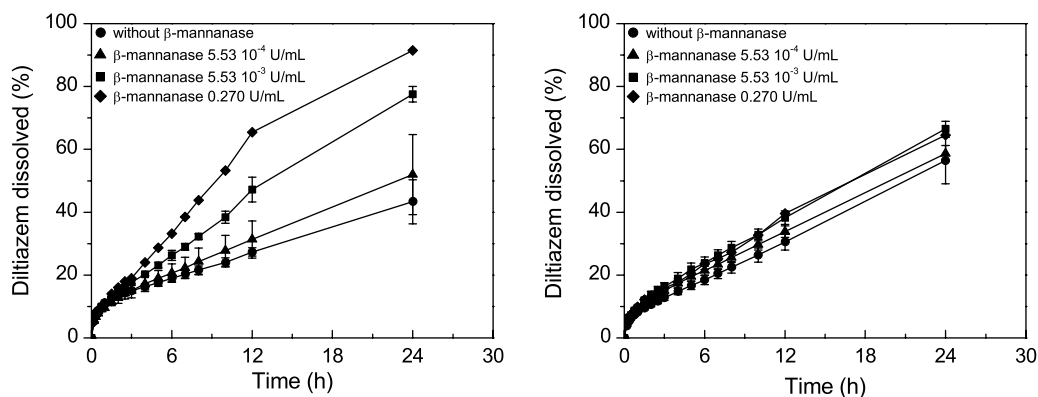 100
80
60
40
20
0
Diltiazem dissolved (%)
without β-mannanase
β-mannanase 5.53 10⁻⁴ U/mL
β-mannanase 5.53 10⁻³ U/mL
β-mannanase 0.270 U/mL
0 6 12 18 24 30
Time (h)
100
80
60
40
20
0
Diltiazem dissolved (%)
without β-mannanase
β-mannanase 5.53 10⁻⁴ U/mL
β-mannanase 5.53 10⁻³ U/mL
β-mannanase 0.270 U/mL
0 6 12 18 24 30
Time (h)